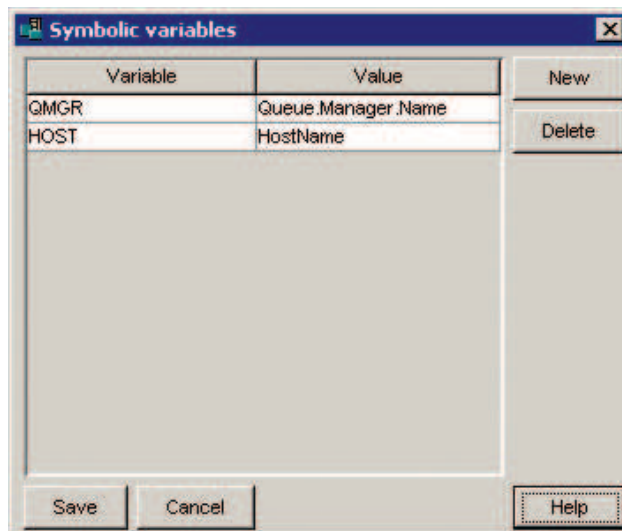 Symbolic variables
Variable Value New
QMGR Queue.Manager.Name
HOST HostName Delete
Save Cancel Help